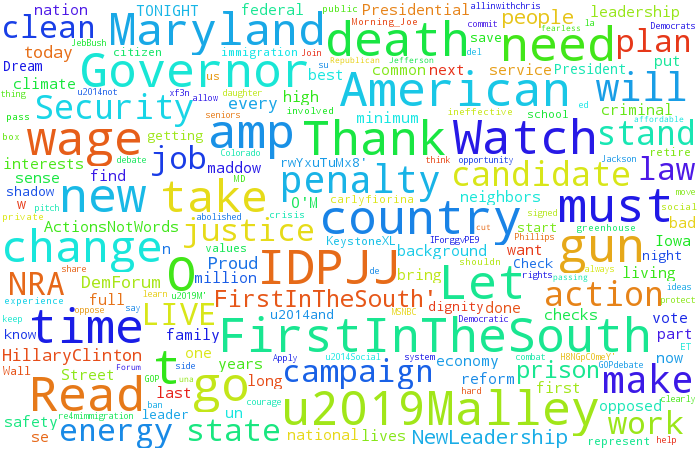 nation TONIGHT federal public Presidential Morning_Joe allinwithchris Democrats
clean Maryland death people commit leadership
JebBush need fearless la
today citizen immigration Join save del plan
Dream Governor su Republican Jefferson
climate us best common next service President put
thing u2014not xf3n daughter American will
pass Security every high involved minimum school ed criminal
box allow seniors ineffective affordable
wage amp Thank Watch stand
interests getting debate Colorado think opportunity Jackson retire
sense find job maddow rwYxuTuMx8' candidate law
shadow MD penalty carlyfiorina neighbors move
w pitch new take O'M must social
private abolished crisis cut signed bad
ActionsNotWords country start greenhouse
change n justice values KeystoneXL IForggvPE9 Phillips gun Iowa
Proud background want Check night
share O IDPJJ de bring shouldn rights passing ideas
NRA DemForum million Let action living
experience learn u2019M' FirstInTheSouth' dignity done always protect
full oppose LIVE USMSBC checks vote
time say u2014and Democratic part
keep know family FirstInTheSouth ET
HillaryClinton t one Apply u2014Social system combat H8N6pC0meY' GOPdebate now
Wall Street GOP side years economy prison
last Forum una go long campaign reform hard first make
Read ban courage clearly
leader un u2019Malley opposed work
safety re4immigration
energy state national lives NewLeadership represent help
se